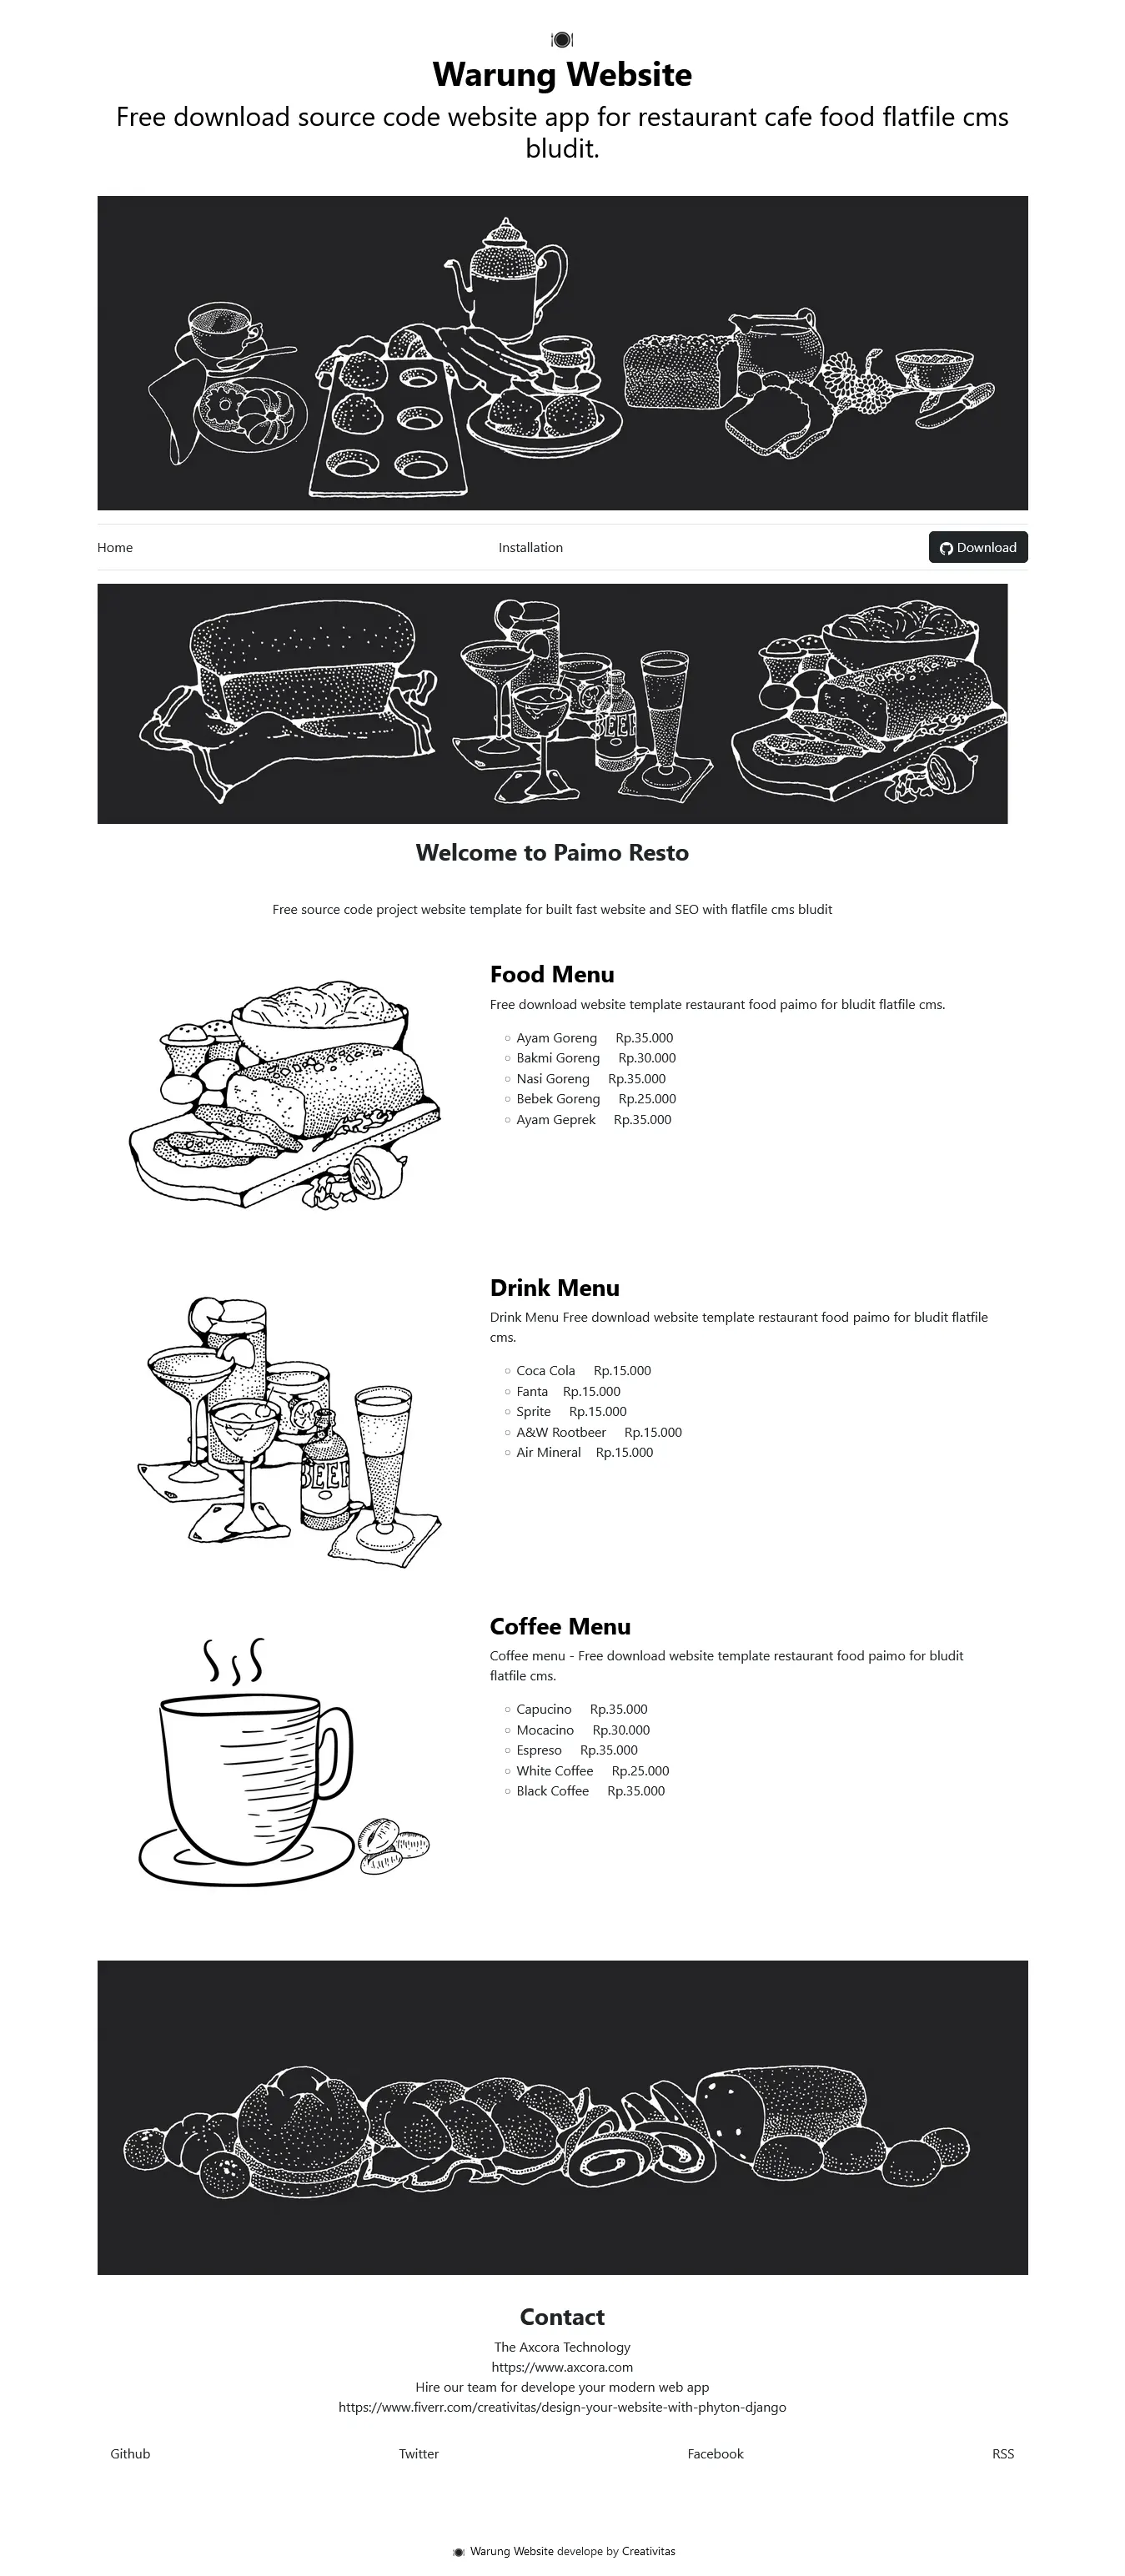 Warung Website
Free download source code website app for restaurant cafe food flatfile cms
bludit.
Home
Installation
Download
BEER
Welcome to Paimo Resto
Free source code project website template for built fast website and SEO with flatfile cms bludit
Food Menu
Free download website template restaurant food paimo for bludit flatfile cms.
Ayam Goreng Rp.35.000
Bakmi Goreng Rp.30.000
Nasi Goreng Rp.35.000
Bebek Goreng Rp.25.000
Ayam Geprek Rp.35.000
Drink Menu
Drink Menu Free download website template restaurant food paimo for bludit flatfile
cms.
Coca Cola Rp.15.000
Fanta Rp.15.000
Sprite Rp.15.000
A&W Rootbeer Rp.15.000
Air Mineral Rp.15.000
BEER
Coffee Menu
Coffee menu - Free download website template restaurant food paimo for bludit
flatfile cms.
Capucino Rp.35.000
Mocacino Rp.30.000
Espreso Rp.35.000
White Coffee Rp.25.000
Black Coffee Rp.35.000
Contact
The Axcora Technology
https://www.axcora.com
Hire our team for develope your modern web app
https://www.fiverr.com/creativitas/design-your-website-with-phyton-django
Github
Twitter
Facebook
RSS
Warung Website develope by Creativitas